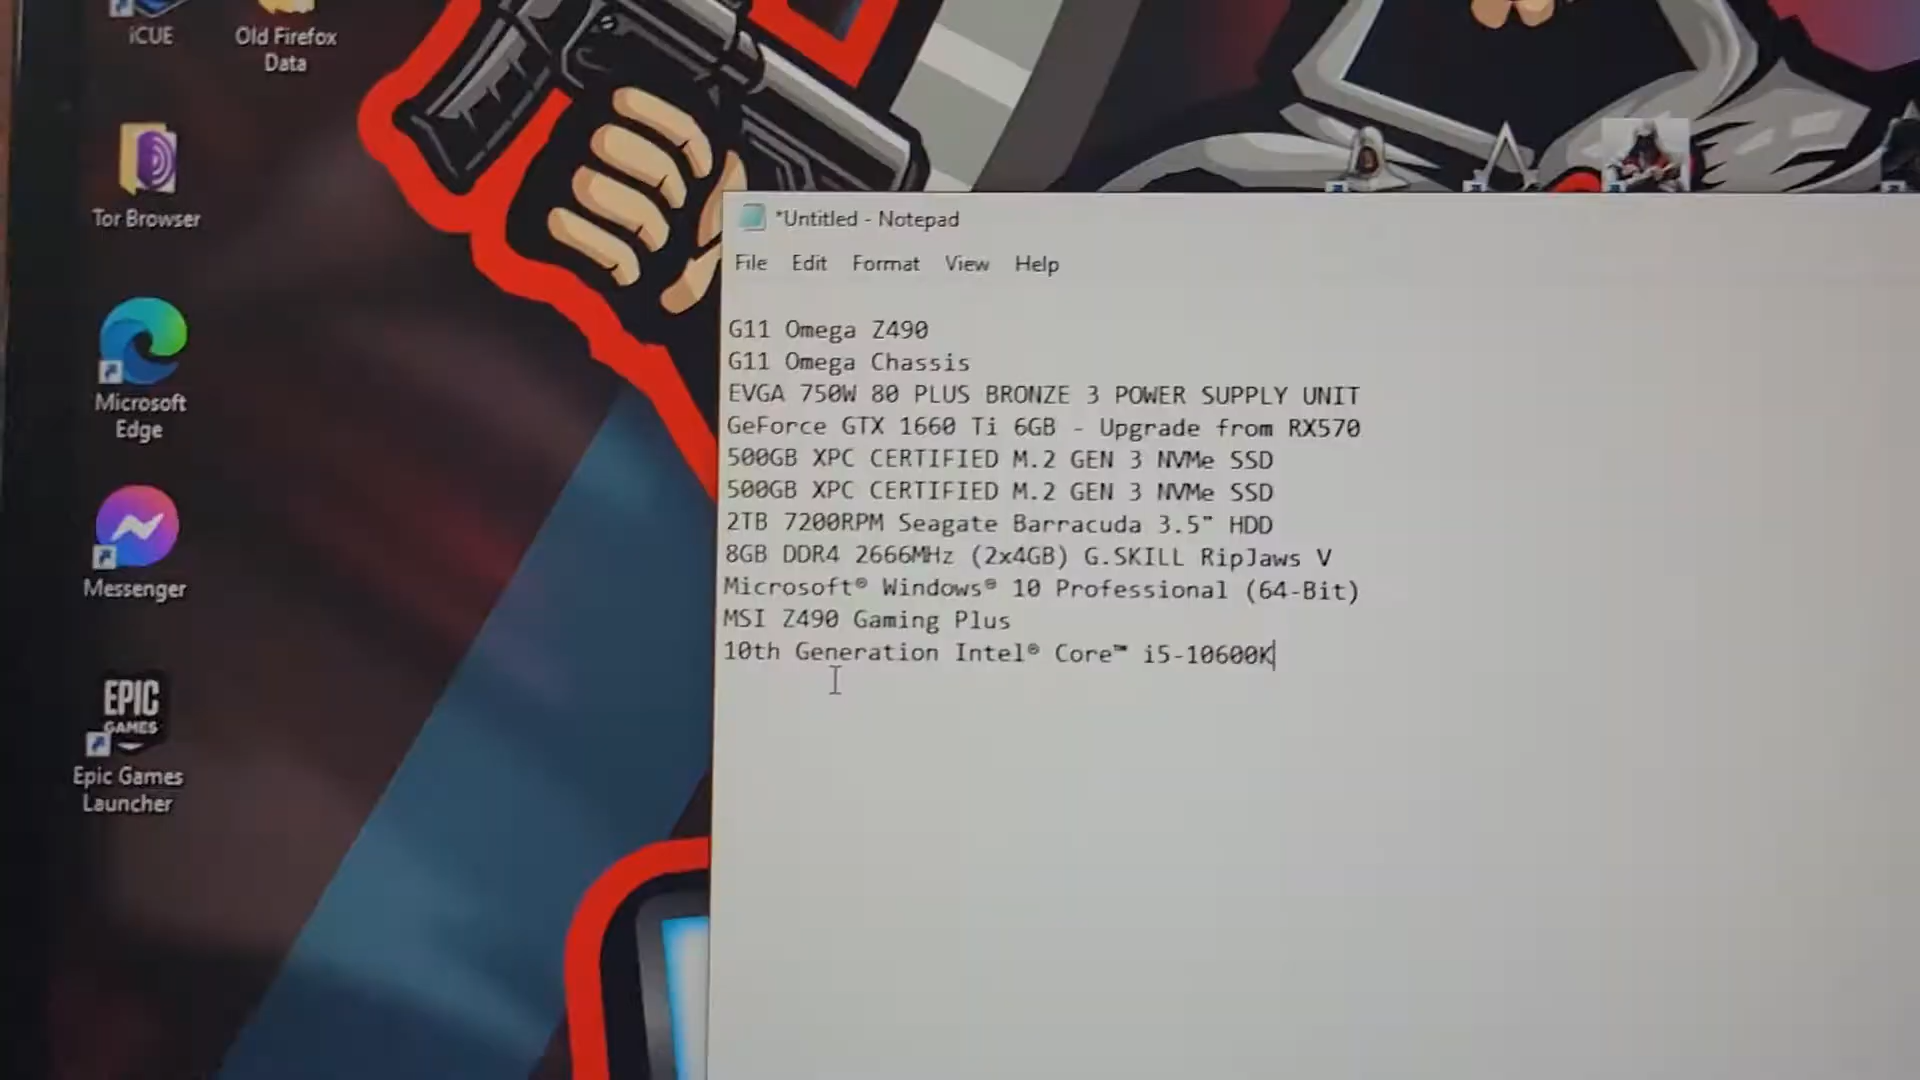 iCUE
Old Firefox
Data
Tor Browser
Microsoft
Edge
Messenger
EPIC
GAMES
Epic Games
Launcher
*Untitled - Notepad
File Edit Format View Help
G11 Omega Z490
G11 Omega Chassis
EVGA 750W 80 PLUS BRONZE 3 POWER SUPPLY UNIT
GeForce GTX 1660 Ti 6GB - Upgrade from RX570
500GB XPC CERTIFIED M.2 GEN 3 NVMe SSD
500GB XPC CERTIFIED M.2 GEN 3 NVMe SSD
2TB 7200RPM Seagate Barracuda 3.5" HDD
8GB DDR4 2666MHz (2x4GB) G.SKILL RipJaws V
Microsoft® Windows® 10 Professional (64-Bit)
MSI Z490 Gaming Plus
10th Generation Intel® Core™ i5-10600K